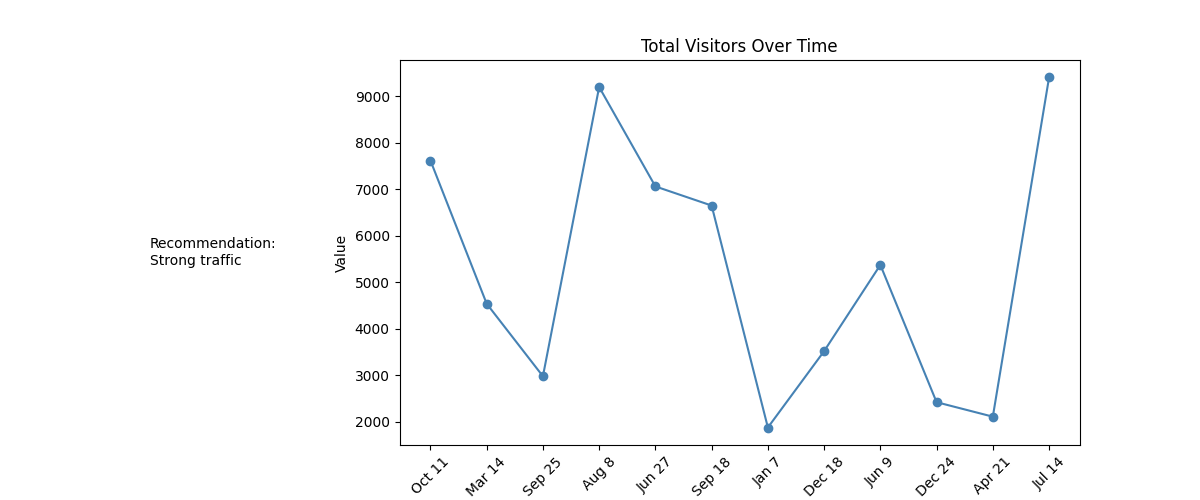 Total Visitors Over Time
Recommendation:
Strong traffic
Value
9000
8000
7000
6000
5000
4000
3000
2000
Oct 11
Mar 14
Sep 25
Aug 8
Jun 27
Sep 18
Jan 7
Dec 18
Jun 9
Dec 24
Apr 21
Jul 14